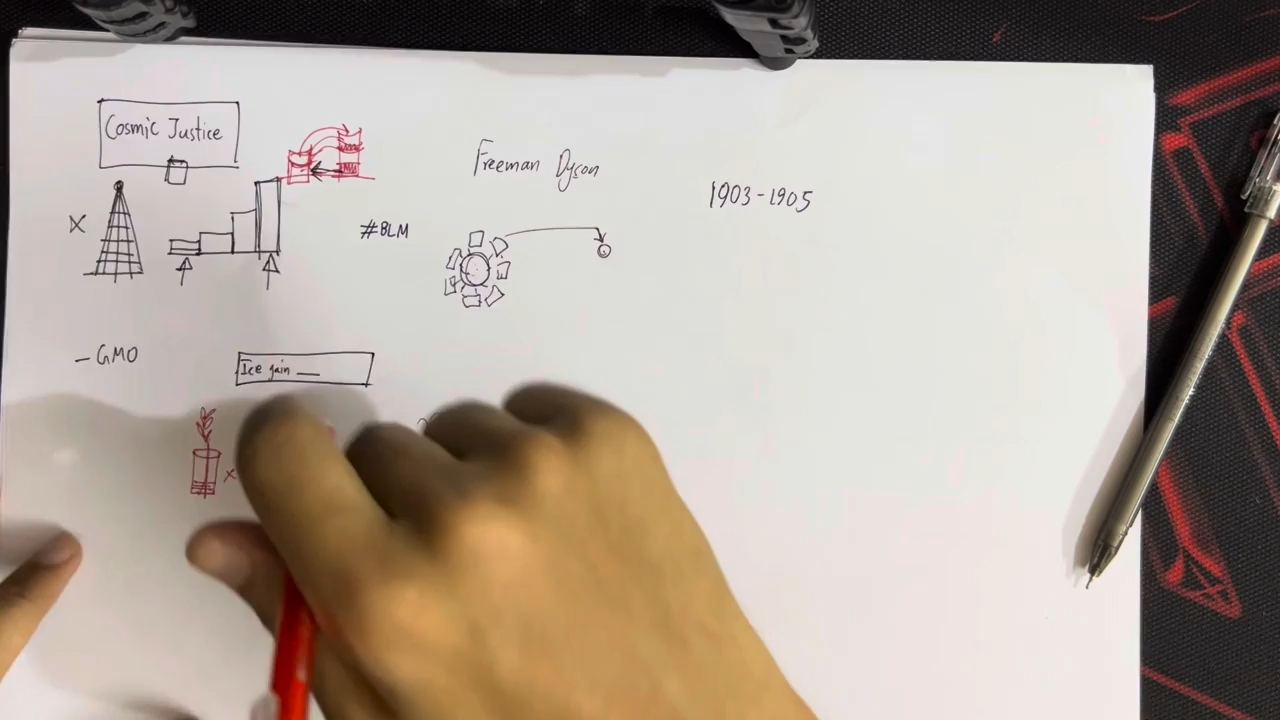 Cosmic Justice
Freeman Dyson
1903-1905
#BLM
- GMO
Ice gain